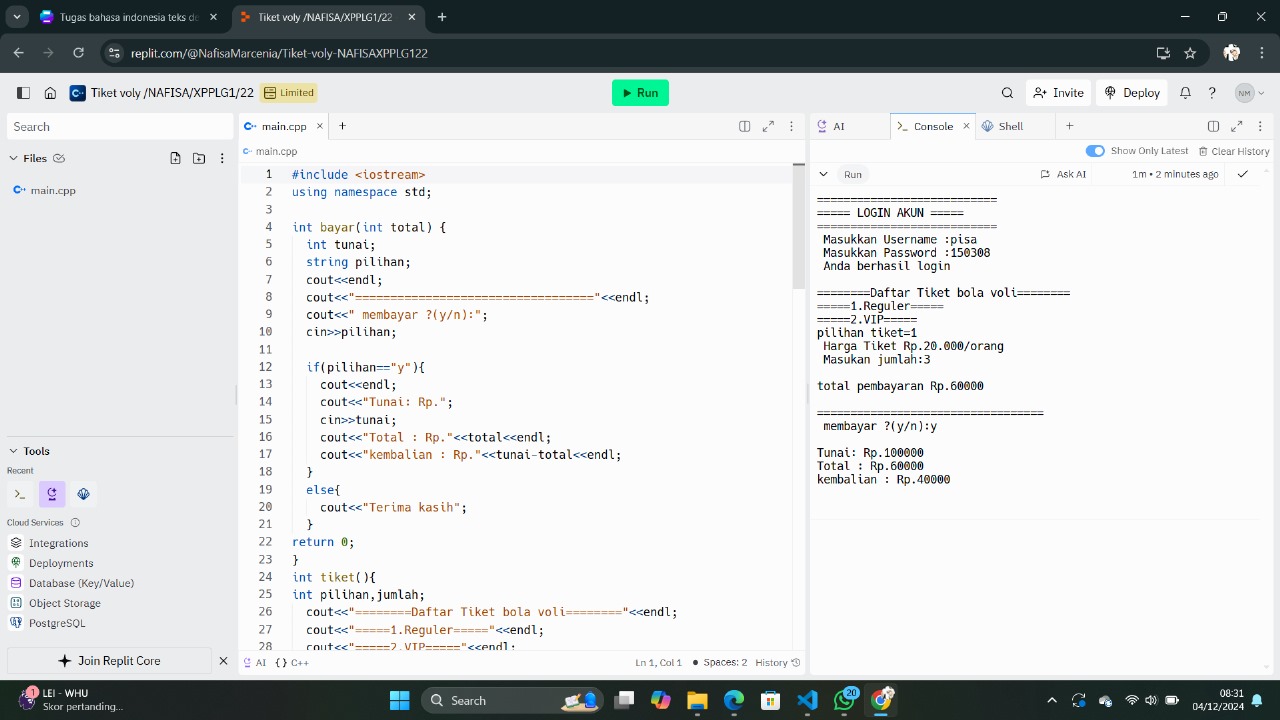 Tugas bahasa indonesia teks de
Tiket voly /NAFISA/XPPLG1/22
replit.com/@NafisaMarcenia/Tiket-voly-NAFISAXPPLG122
Tiket voly /NAFISA/XPPLG1/22
Limited
Run
Invite
Deploy
NM
Search
Files
main.cpp
Tools
Recent
Cloud Services
Integrations
Deployments
Database (Key/Value)
Object Storage
PostgreSQL
Join Replit Core
main.cpp
main.cpp
1 #include <iostream>
2 using namespace std;
3
4 int bayar(int total) {
5 int tunai;
6 string pilihan;
7 cout<<endl;
8 cout<<"=================================="<<endl;
9 cout<<" membayar ?(y/n):";
10 cin>>pilihan;
11
12 if(pilihan=="y"){
13 cout<<endl;
14 cout<<"Tunai: Rp.";
15 cin>>tunai;
16 cout<<"Total : Rp."<<total<<endl;
17 cout<<"kembalian : Rp."<<tunai-total<<endl;
18 }
19 else{
20 cout<<"Terima kasih";
21 }
22 return 0;
23 }
24 int tiket(){
25 int pilihan,jumlah;
26 cout<<"========Daftar Tiket bola voli========"<<endl;
27 cout<<"=====1.Reguler====="<<endl;
28 cout<<"=====2.VIP====="<<endl;
AI
C++
Ln 1, Col 1
Spaces: 2
History
AI
Console
Shell
Show Only Latest
Clear History
Run
Ask AI
1m • 2 minutes ago
===========================
===== LOGIN AKUN =====
===========================
Masukkan Username :pisa
Masukkan Password :150308
Anda berhasil login
========Daftar Tiket bola voli========
=====1.Reguler=====
=====2.VIP=====
pilihan tiket=1
Harga Tiket Rp.20.000/orang
Masukan jumlah:3
total pembayaran Rp.60000
==================================
membayar ?(y/n):y
Tunai: Rp.100000
Total : Rp.60000
kembalian : Rp.40000
1
LEI - WHU
Skor pertanding...
Search
20
08:31
04/12/2024